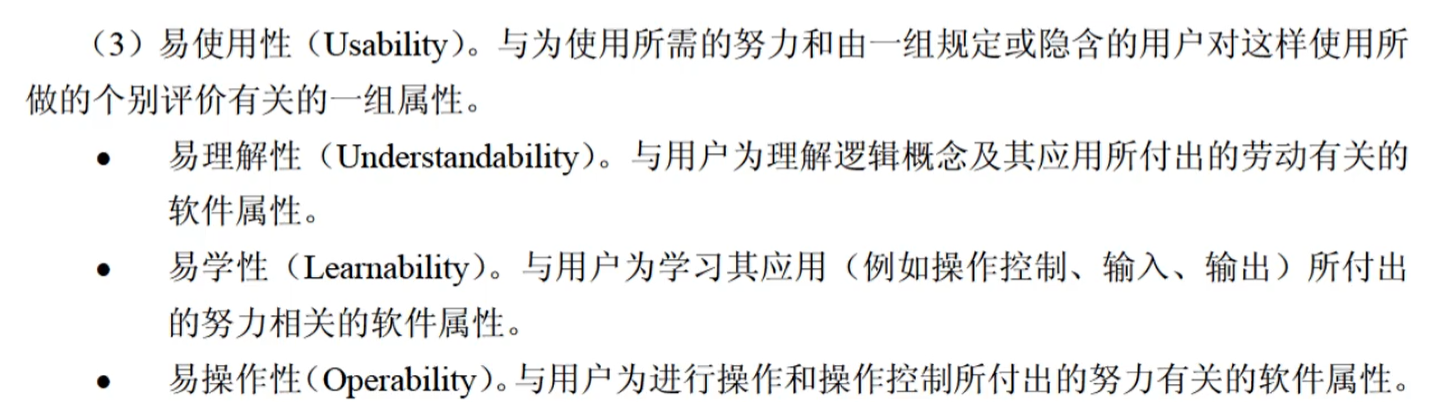 （3）易使用性（Usability）。与为使用所需的努力和由一组规定或隐含的用户对这样使用所
做的个别评价有关的一组属性。
● 易理解性（Understandability）。与用户为理解逻辑概念及其应用所付出的劳动有关的
软件属性。
● 易学性（Learnability）。与用户为学习其应用（例如操作控制、输入、输出）所付出
的努力相关的软件属性。
● 易操作性（Operability）。与用户为进行操作和操作控制所付出的努力有关的软件属性。